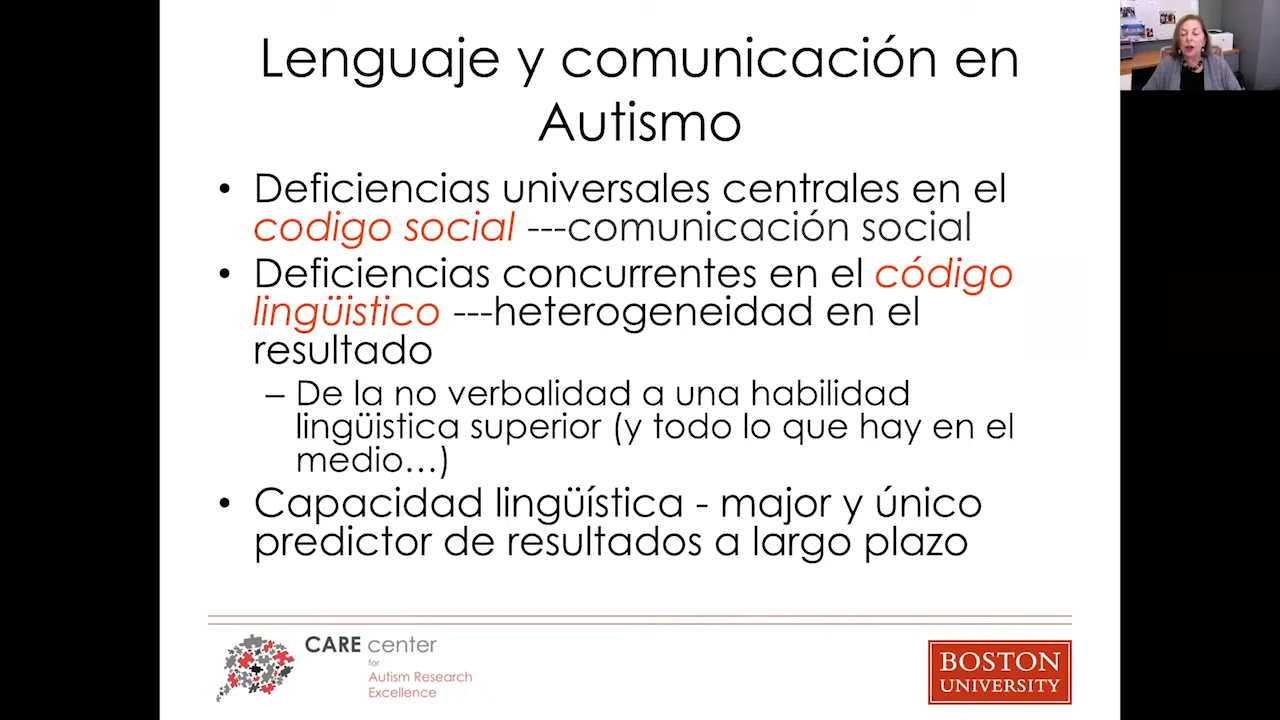 Lenguaje y comunicación en
Autismo
• Deficiencias universales centrales en el
codigo social ---comunicación social
• Deficiencias concurrentes en el código
lingüistico ---heterogeneidad en el
resultado
– De la no verbalidad a una habilidad
lingüistica superior (y todo lo que hay en el
medio...)
• Capacidad lingüística - major y único
predictor de resultados a largo plazo
CARE center
for
Autism Research
Excellence
BOSTON
UNIVERSITY